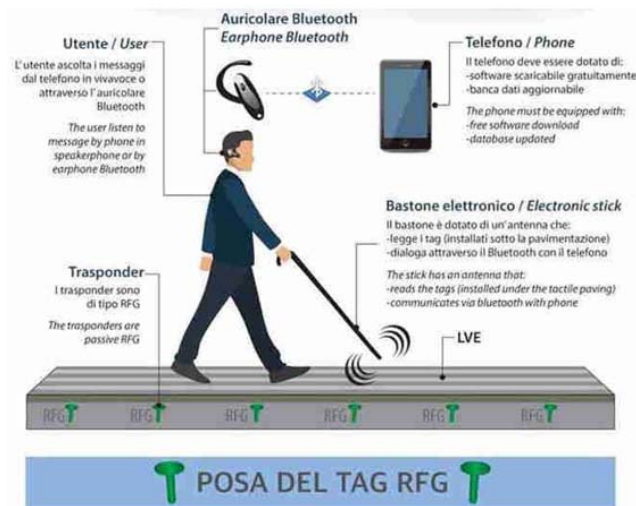 Auricolare Bluetooth
Earphone Bluetooth
Utente / User
L'utente ascolta i messaggi
dal telefono in vivavoce o
attraverso l'auricolare
Bluetooth
The user listen to
message by phone in
speakerphone or by
earphone Bluetooth
Telefono / Phone
Il telefono deve essere dotato di:
-software scaricabile gratuitamente
-banca dati aggiornabile
The phone must be equipped with:
-free software download
-database updated
Bastone elettronico / Electronic stick
Il bastone è dotato di un'antenna che:
-legge i tag (installati sotto la pavimentazione)
-dialoga attraverso il Bluetooth con il telefono
The stick has an antenna that:
-reads the tags (installed under the tactile paving)
-communicates via bluetooth with phone
Trasponder
I trasponder sono
di tipo RFG
The trasponders are
passive RFG
LVE
RFG RFG RFG RFG RFG RFG
POSA DEL TAG RFG